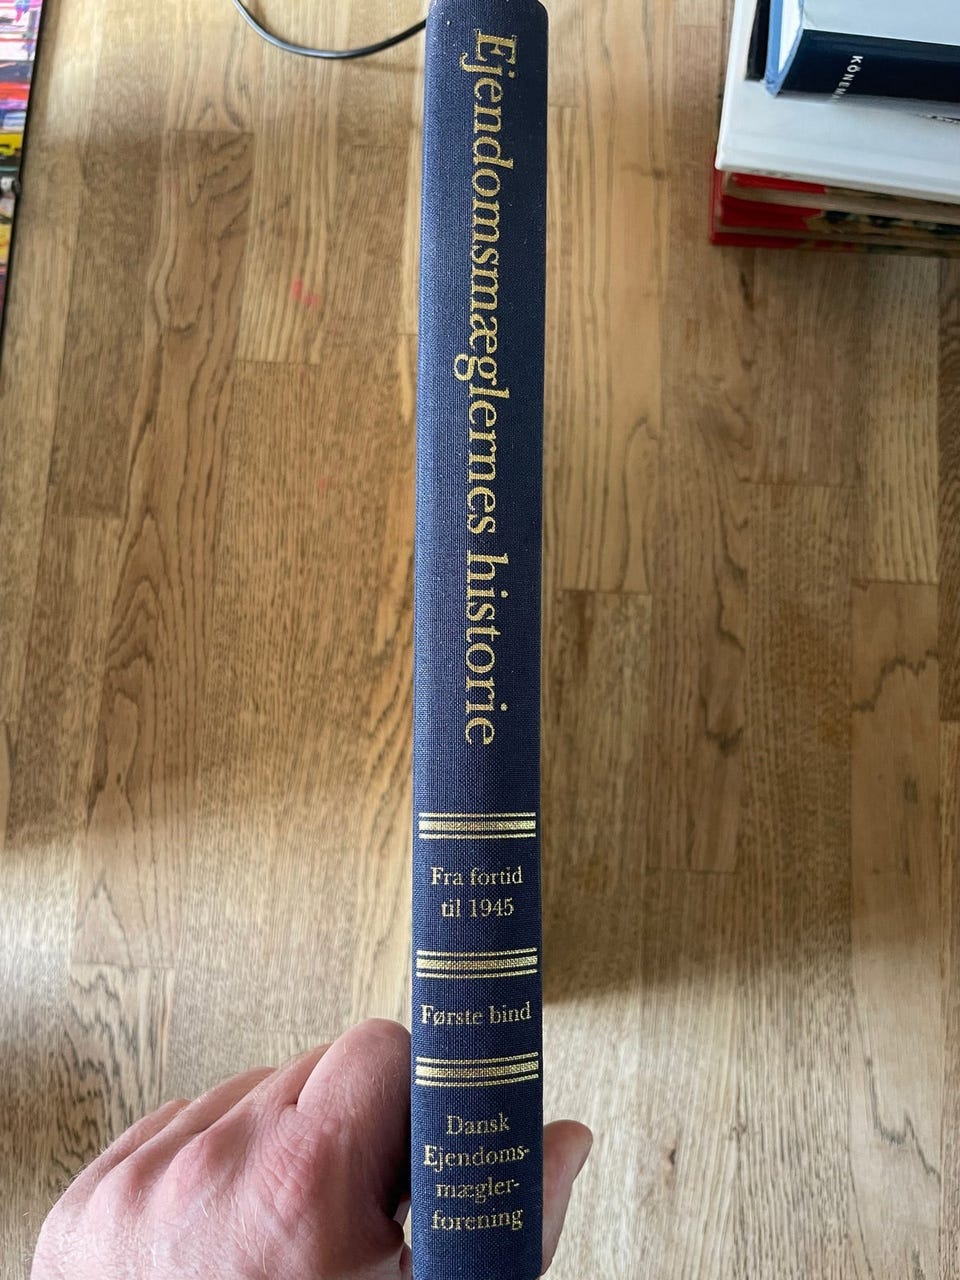 Ejendomsmæglernes historie
Fra fortid
til 1945
Første bind
Dansk
Ejendoms-
mægler-
forening